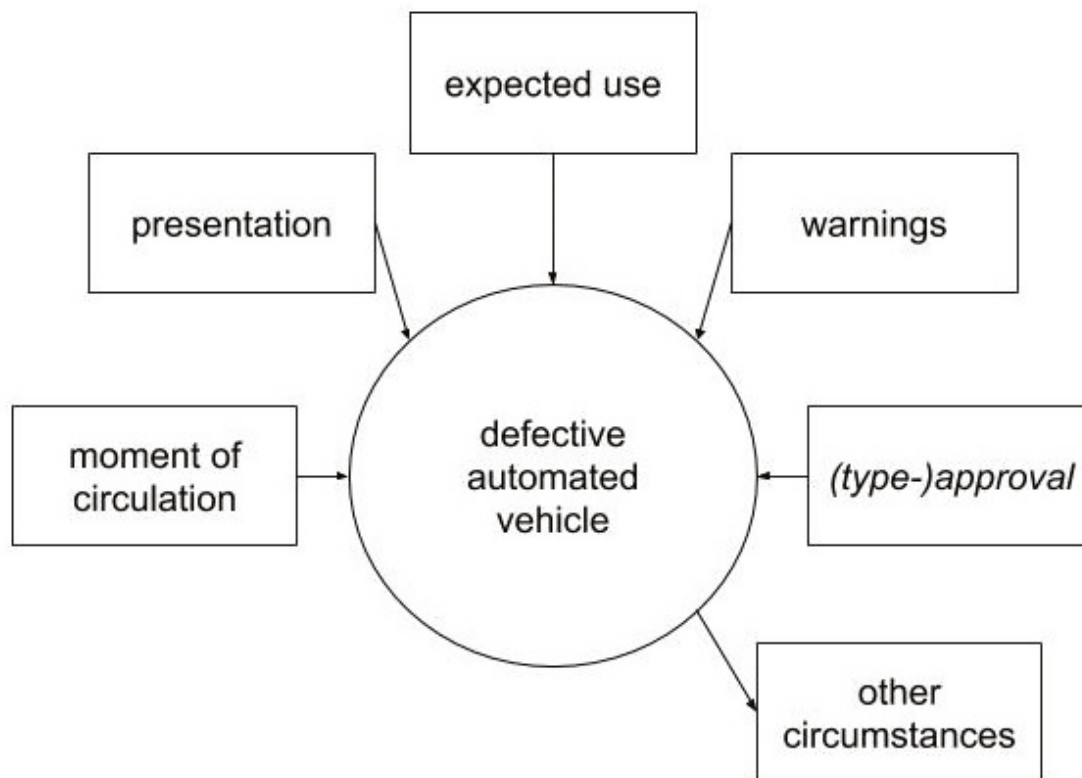 expected use
presentation
warnings
moment of
circulation
defective
automated
vehicle
(type-)approval
other
circumstances